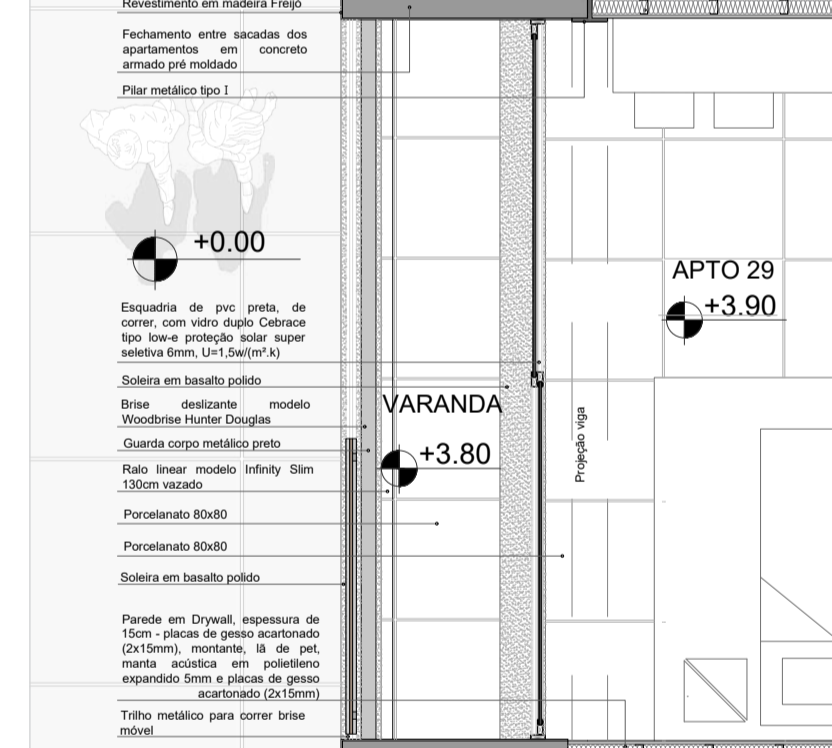 Revestimento em madeira Freijó
Fechamento entre sacadas dos
apartamentos em concreto
armado pré moldado
Pilar metálico tipo I
+0.00
APTO 29
+3.90
Esquadria de pvc preta, de
correr, com vidro duplo Cebrace
tipo low-e proteção solar super
seletiva 6mm, U=1,5w/(m².k)
Soleira em basalto polido
Brise deslizante modelo
Woodbrise Hunter Douglas
VARANDA
+3.80
Projeção viga
Guarda corpo metálico preto
Ralo linear modelo Infinity Slim
130cm vazado
Porcelanato 80x80
Porcelanato 80x80
Soleira em basalto polido
Parede em Drywall, espessura de
15cm - placas de gesso acartonado
(2x15mm), montante, lã de pet,
manta acústica em polietileno
expandido 5mm e placas de gesso
acartonado (2x15mm)
Trilho metálico para correr brise
móvel